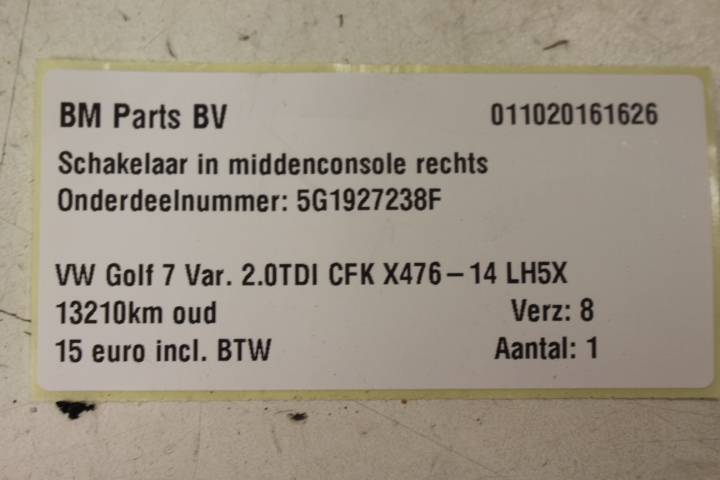 BM Parts BV 011020161626
Schakelaar in middenconsole rechts
Onderdeelnummer: 5G1927238F
VW Golf 7 Var. 2.0TDI CFK X476-14 LH5X
13210km oud Verz: 8
15 euro incl. BTW Aantal: 1